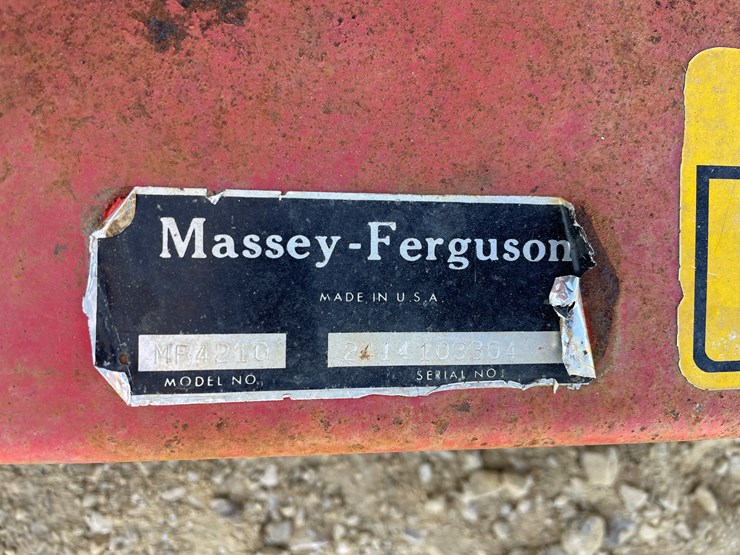 Massey-Ferguson
MADE IN U.S.A.
MF4210
MODEL NO. SERIAL NO.